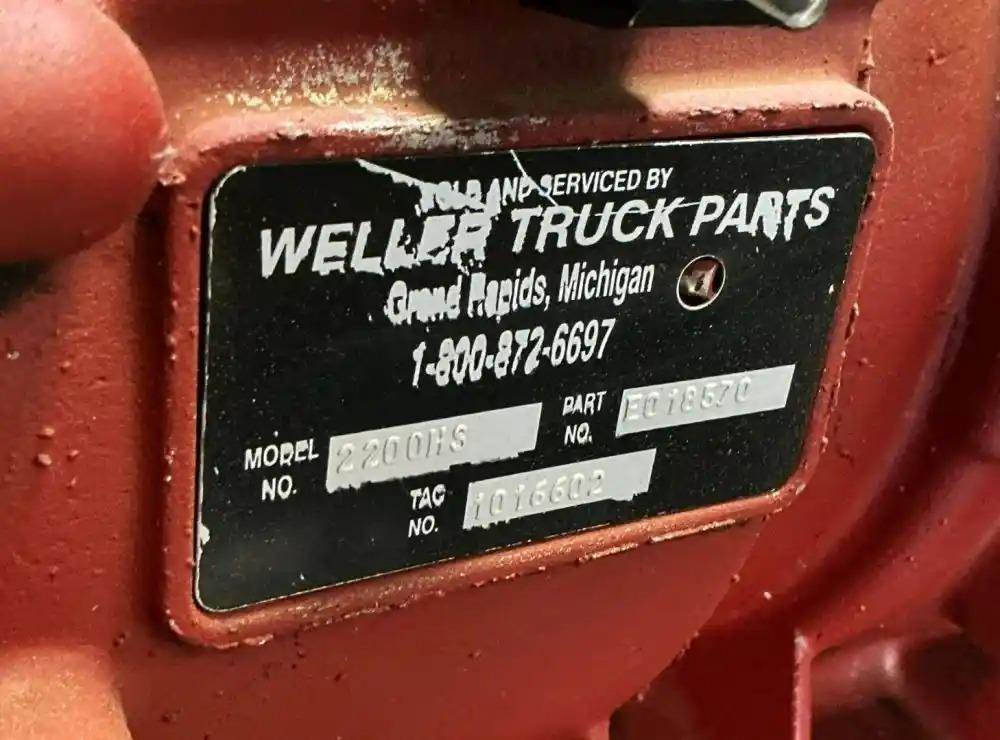 SOLD AND SERVICED BY
WELLER TRUCK PARTS
Grand Rapids, Michigan
1-800-872-6697
MODEL NO. 2200HS
PART NO. E018570
TAG NO. 1016602